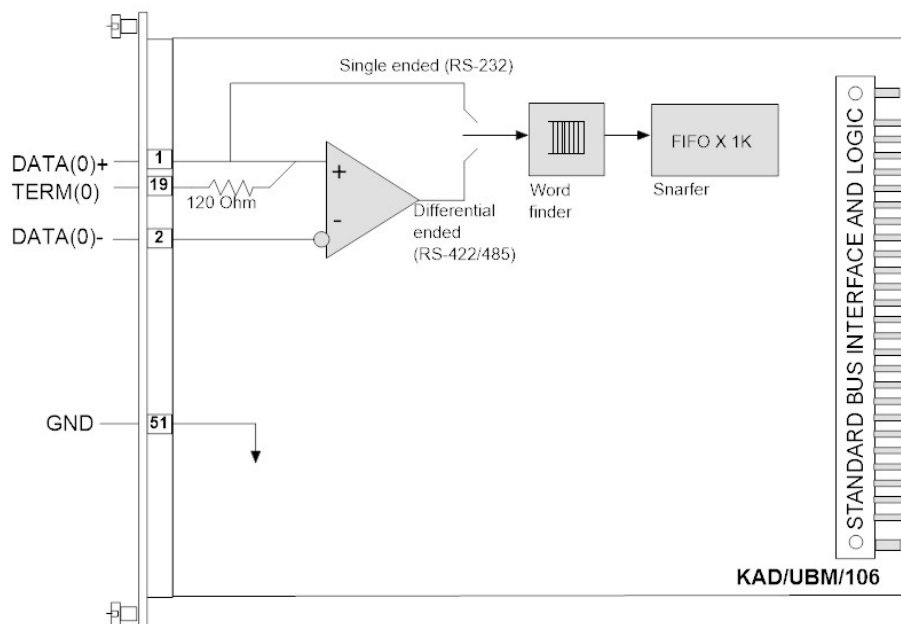 Single ended (RS-232)
DATA(0)+
1
TERM(0)
19
120 Ohm
DATA(0)-
2
+
-
Differential
ended
(RS-422/485)
Word
finder
FIFO X 1K
Snarfer
GND
51
STANDARD BUS INTERFACE AND LOGIC
KAD/UBM/106